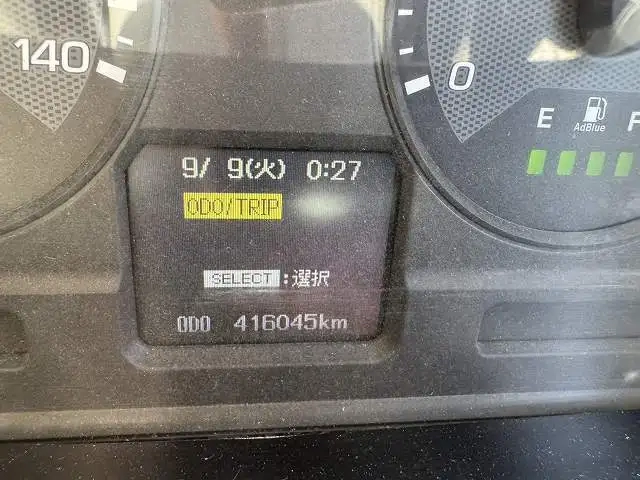 140
0
E
F
AdBlue
9/ 9(火) 0:27
ODO/TRIP
SELECT :選択
ODO 416045km